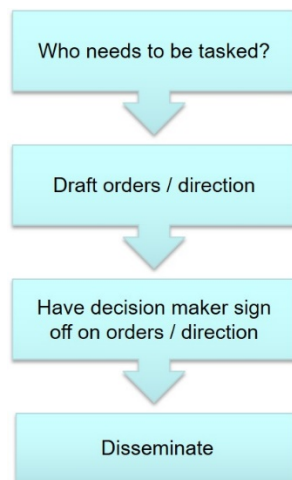 Who needs to be tasked?
Draft orders / direction
Have decision maker sign
off on orders / direction
Disseminate